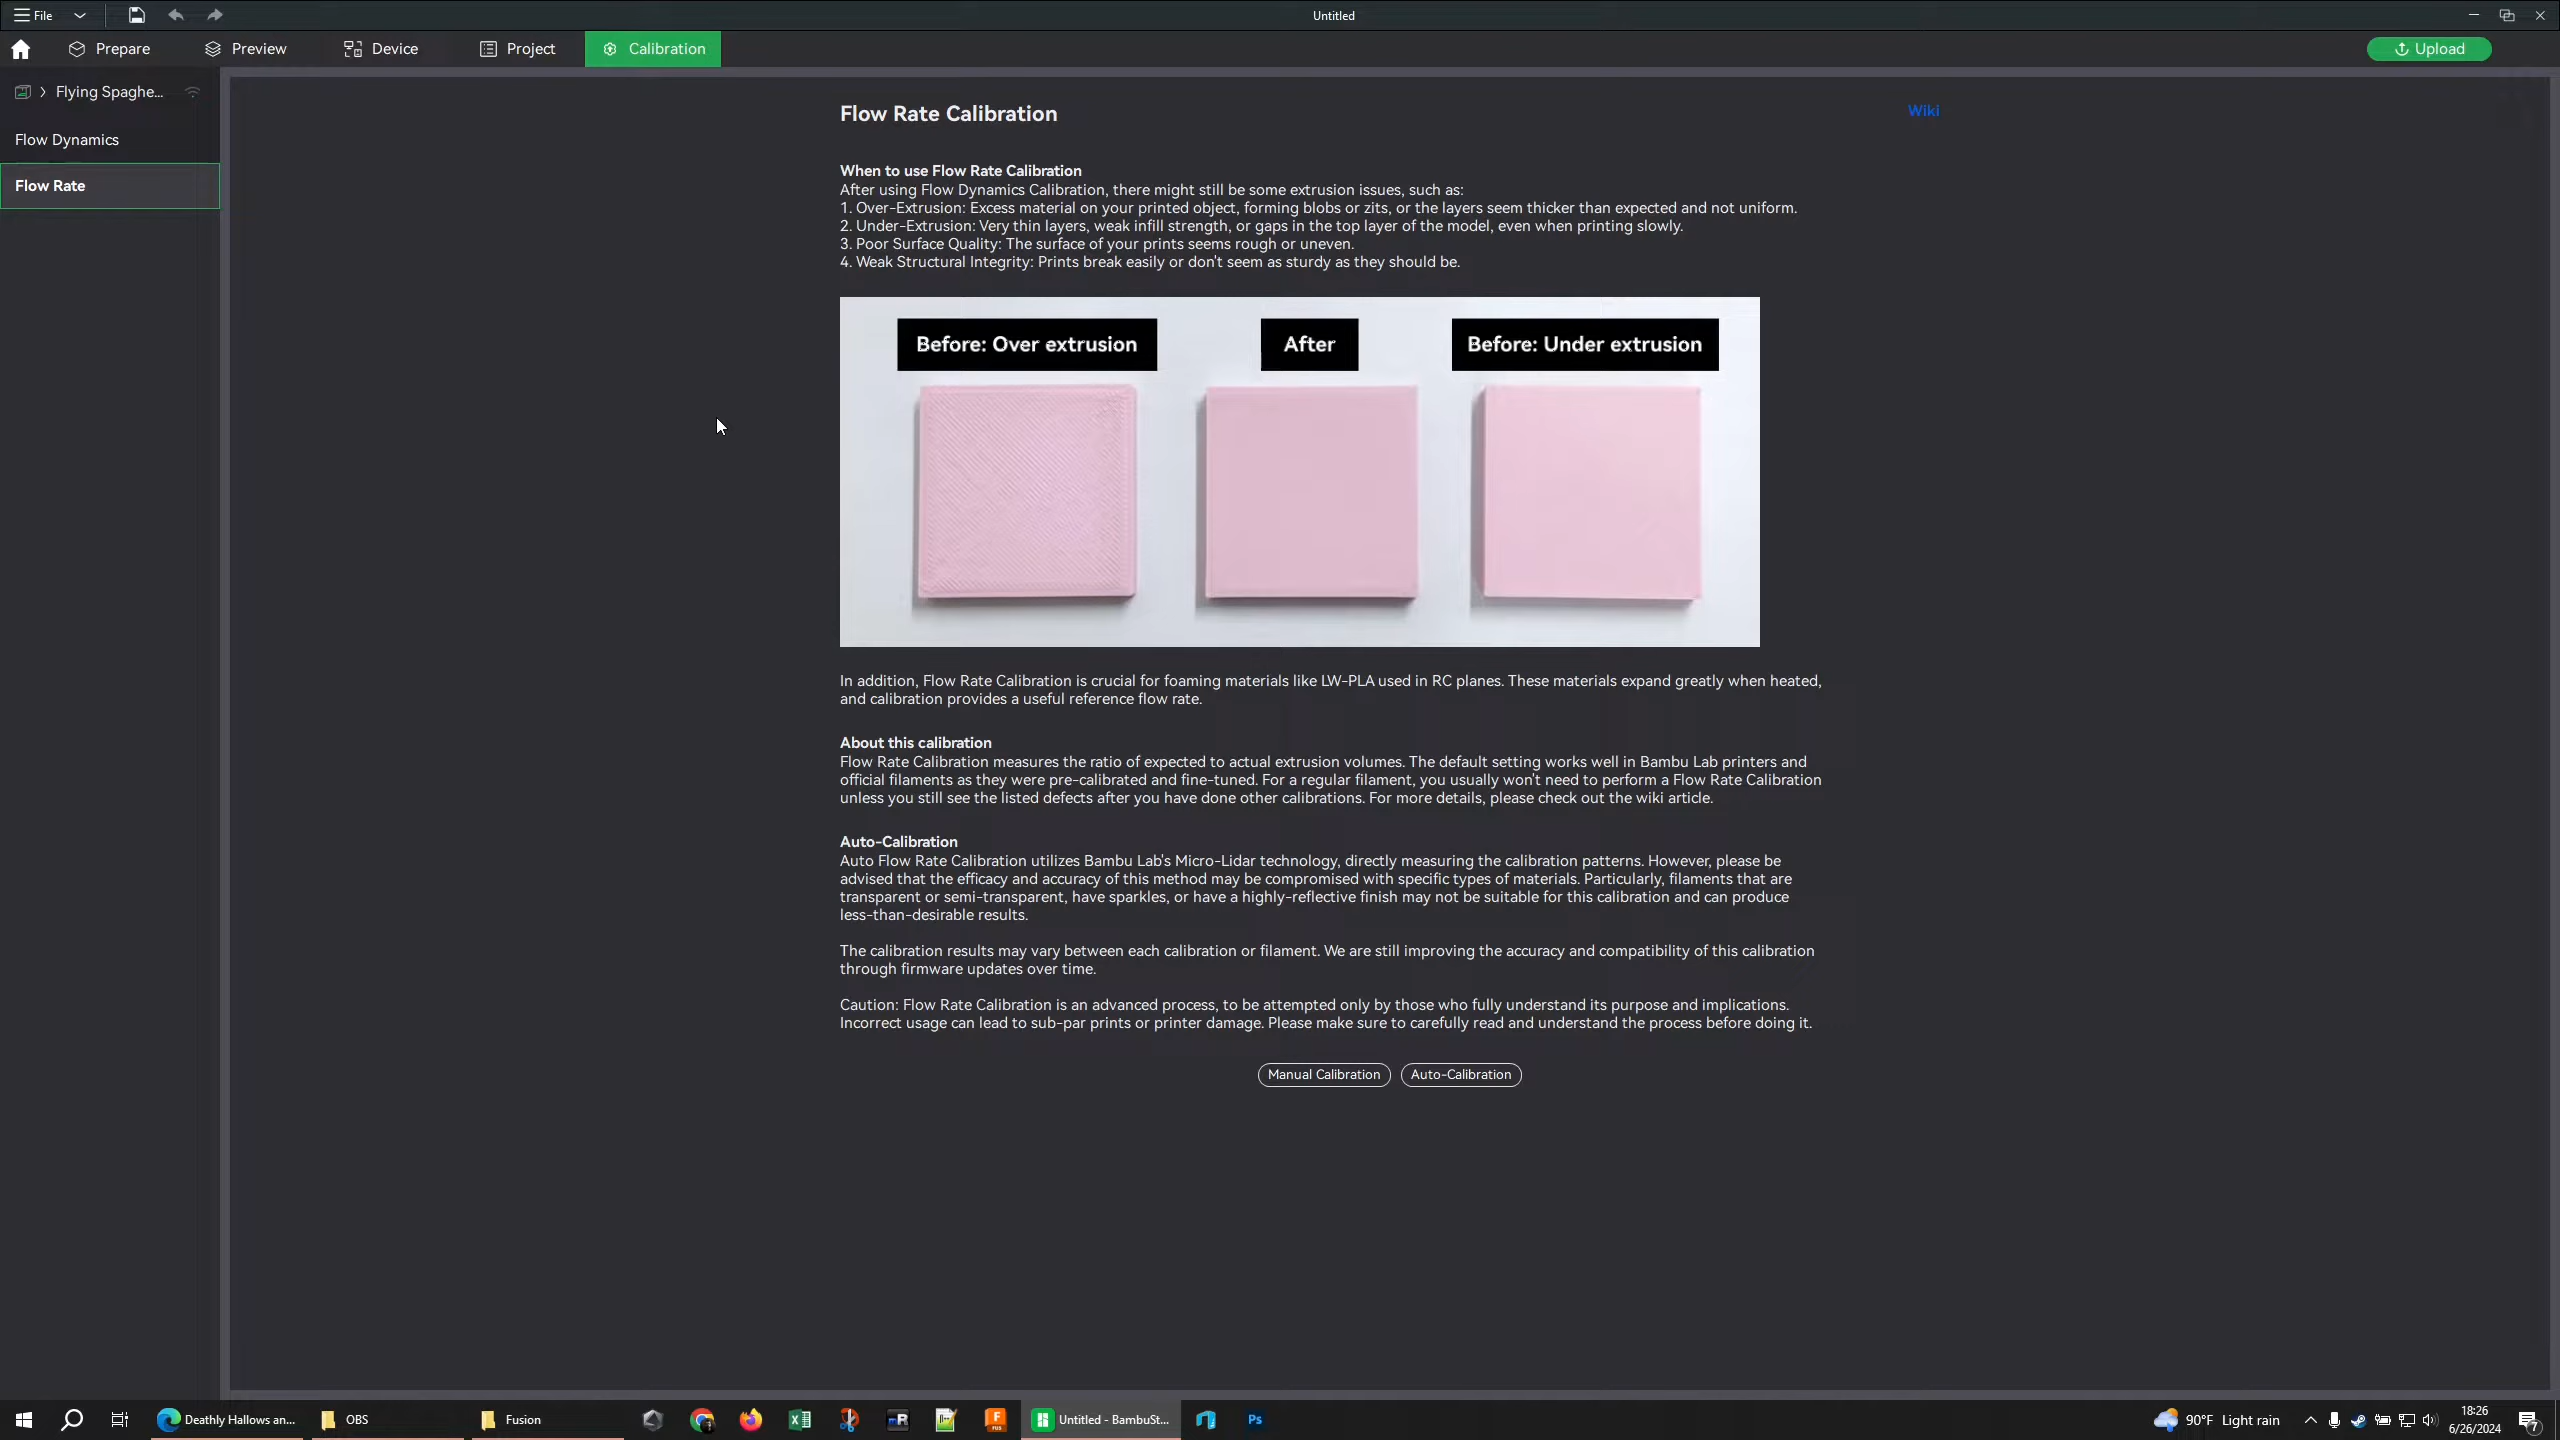 File
Untitled
Prepare
Preview
Device
Project
Calibration
Upload
Flying Spaghe...
Flow Dynamics
Flow Rate
Flow Rate Calibration
Wiki
When to use Flow Rate Calibration
After using Flow Dynamics Calibration, there might still be some extrusion issues, such as:
1. Over-Extrusion: Excess material on your printed object, forming blobs or zits, or the layers seem thicker than expected and not uniform.
2. Under-Extrusion: Very thin layers, weak infill strength, or gaps in the top layer of the model, even when printing slowly.
3. Poor Surface Quality: The surface of your prints seems rough or uneven.
4. Weak Structural Integrity: Prints break easily or don't seem as sturdy as they should be.
Before: Over extrusion
After
Before: Under extrusion
In addition, Flow Rate Calibration is crucial for foaming materials like LW-PLA used in RC planes. These materials expand greatly when heated,
and calibration provides a useful reference flow rate.
About this calibration
Flow Rate Calibration measures the ratio of expected to actual extrusion volumes. The default setting works well in Bambu Lab printers and
official filaments as they were pre-calibrated and fine-tuned. For a regular filament, you usually won't need to perform a Flow Rate Calibration
unless you still see the listed defects after you have done other calibrations. For more details, please check out the wiki article.
Auto-Calibration
Auto Flow Rate Calibration utilizes Bambu Lab's Micro-Lidar technology, directly measuring the calibration patterns. However, please be
advised that the efficacy and accuracy of this method may be compromised with specific types of materials. Particularly, filaments that are
transparent or semi-transparent, have sparkles, or have a highly-reflective finish may not be suitable for this calibration and can produce
less-than-desirable results.
The calibration results may vary between each calibration or filament. We are still improving the accuracy and compatibility of this calibration
through firmware updates over time.
Caution: Flow Rate Calibration is an advanced process, to be attempted only by those who fully understand its purpose and implications.
Incorrect usage can lead to sub-par prints or printer damage. Please make sure to carefully read and understand the process before doing it.
Manual Calibration
Auto-Calibration
Deathly Hallows an...
OBS
Fusion
mR
F
FUS
Untitled - BambuSt...
Ps
90°F Light rain
18:26
6/26/2024
7